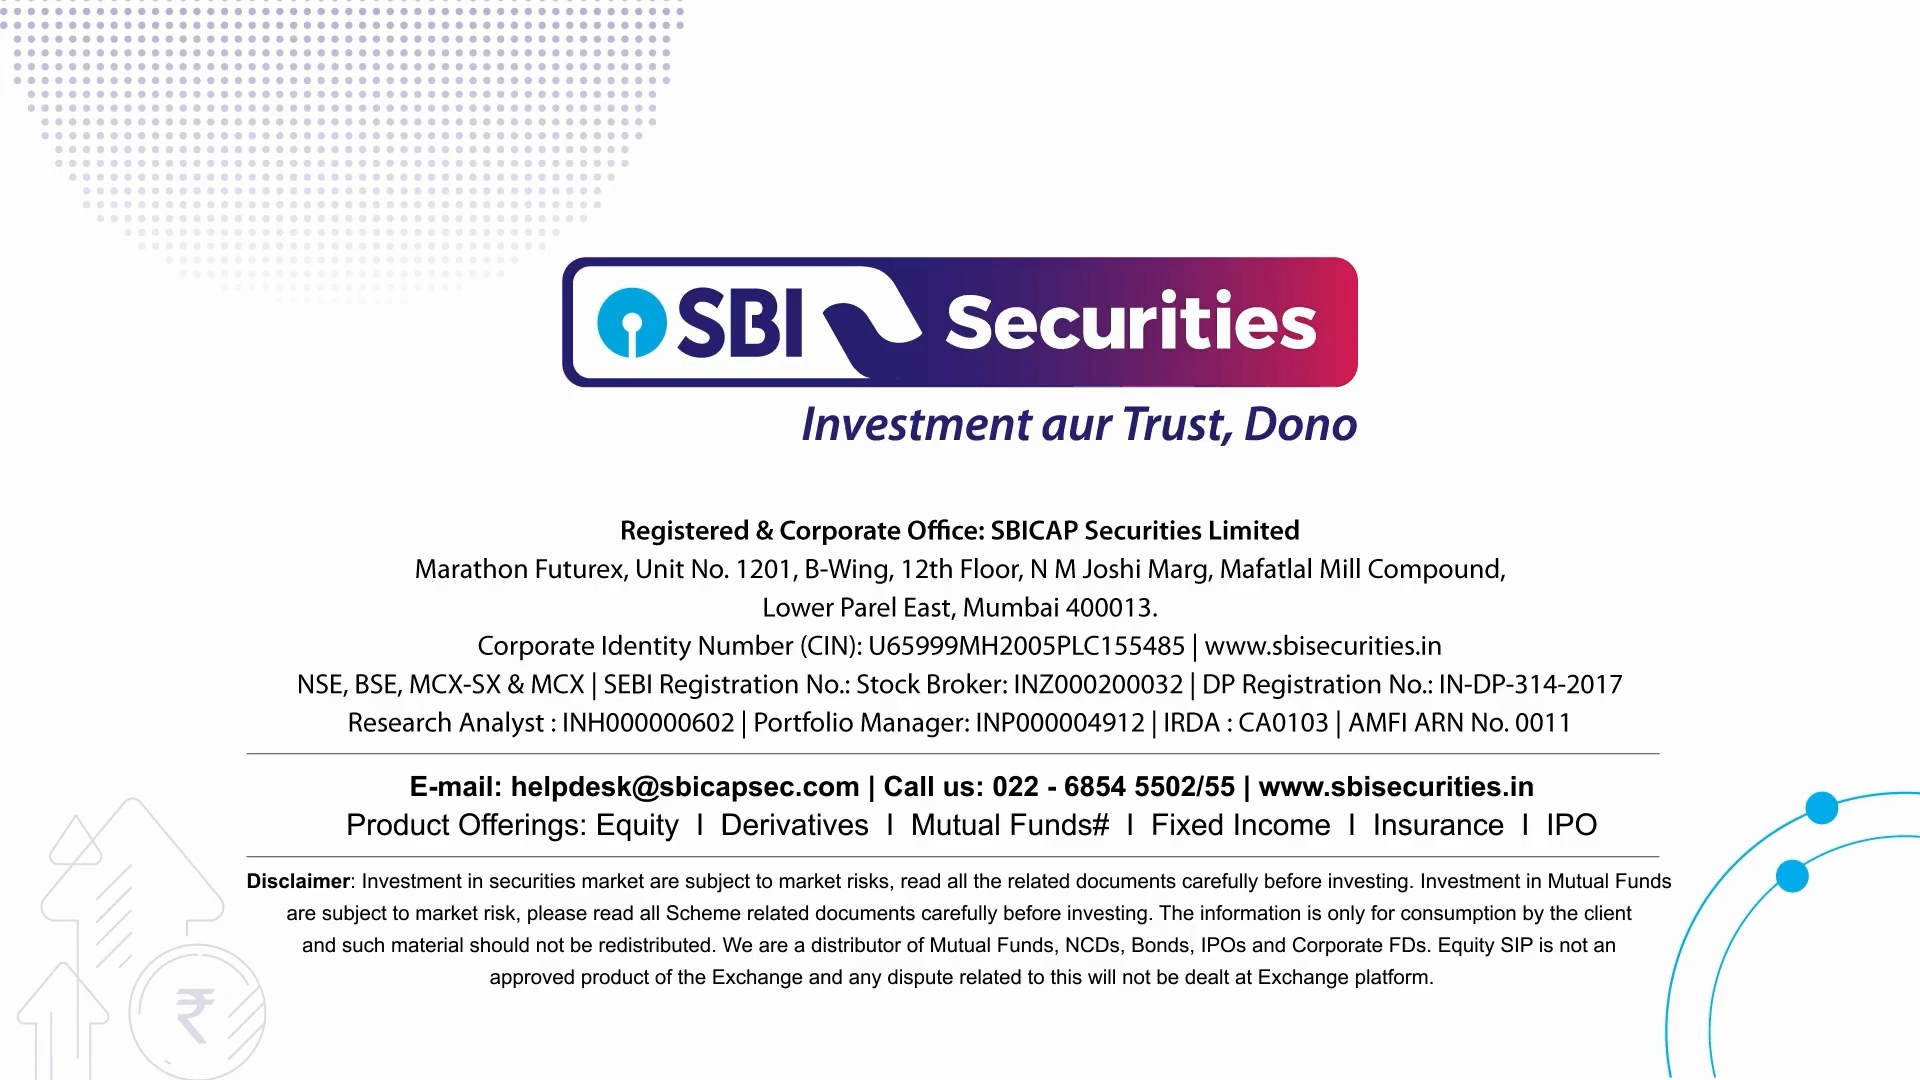 SBI Securities
Investment aur Trust, Dono
Registered & Corporate Office: SBICAP Securities Limited
Marathon Futurex, Unit No. 1201, B-Wing, 12th Floor, N M Joshi Marg, Mafatlal Mill Compound,
Lower Parel East, Mumbai 400013.
Corporate Identity Number (CIN): U65999MH2005PLC155485 | www.sbisecurities.in
NSE, BSE, MCX-SX & MCX | SEBI Registration No.: Stock Broker: INZ000200032 | DP Registration No.: IN-DP-314-2017
Research Analyst : INH000000602 | Portfolio Manager: INP000004912 | IRDA : CA0103 | AMFI ARN No. 0011
E-mail: helpdesk@sbicapsec.com | Call us: 022 - 6854 5502/55 | www.sbisecurities.in
Product Offerings: Equity I Derivatives I Mutual Funds# I Fixed Income I Insurance I IPO
Disclaimer: Investment in securities market are subject to market risks, read all the related documents carefully before investing. Investment in Mutual Funds
are subject to market risk, please read all Scheme related documents carefully before investing. The information is only for consumption by the client
and such material should not be redistributed. We are a distributor of Mutual Funds, NCDs, Bonds, IPOs and Corporate FDs. Equity SIP is not an
approved product of the Exchange and any dispute related to this will not be dealt at Exchange platform.
₹